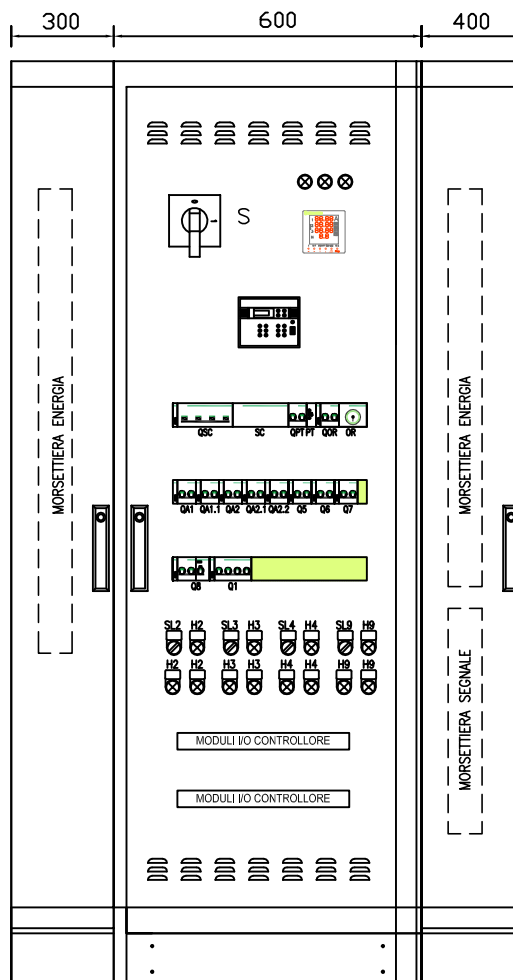 300 600 400
S
MORSETTIERA ENERGIA
MORSETTIERA ENERGIA
QSC SC QPT PT QOR OR
QA1 QA1.1 QA2 QA2.1 QA2.2 Q5 Q6 Q7
Q8 Q1
SL2 H2 SL3 H3 SL4 H4 SL9 H9
H2 H2 H3 H3 H4 H4 H9 H9
MORSETTIERA SEGNALE
MODULI I/O CONTROLLORE
MODULI I/O CONTROLLORE